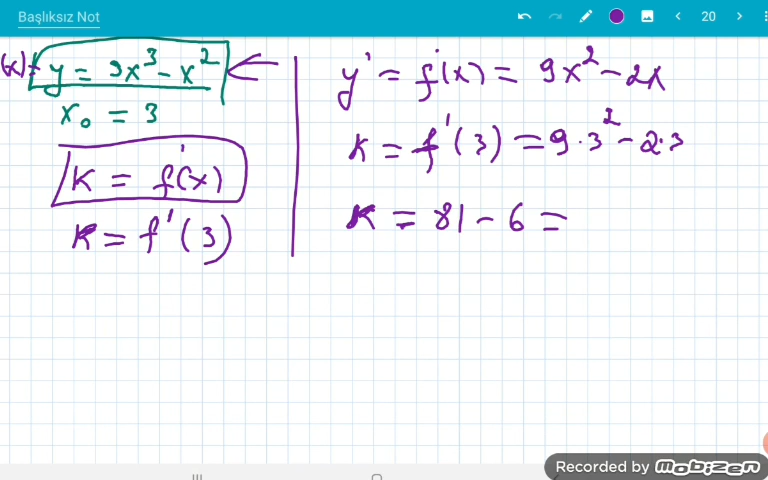 Başlıksız Not
20
(x) = y = 3x³ - x²
x₀ = 3
K = f'(x)
K = f'(3)
y' = f'(x) = 9x² - 2x
K = f'(3) = 9·3² - 2·3
K = 81 - 6 =
Recorded by mobizen